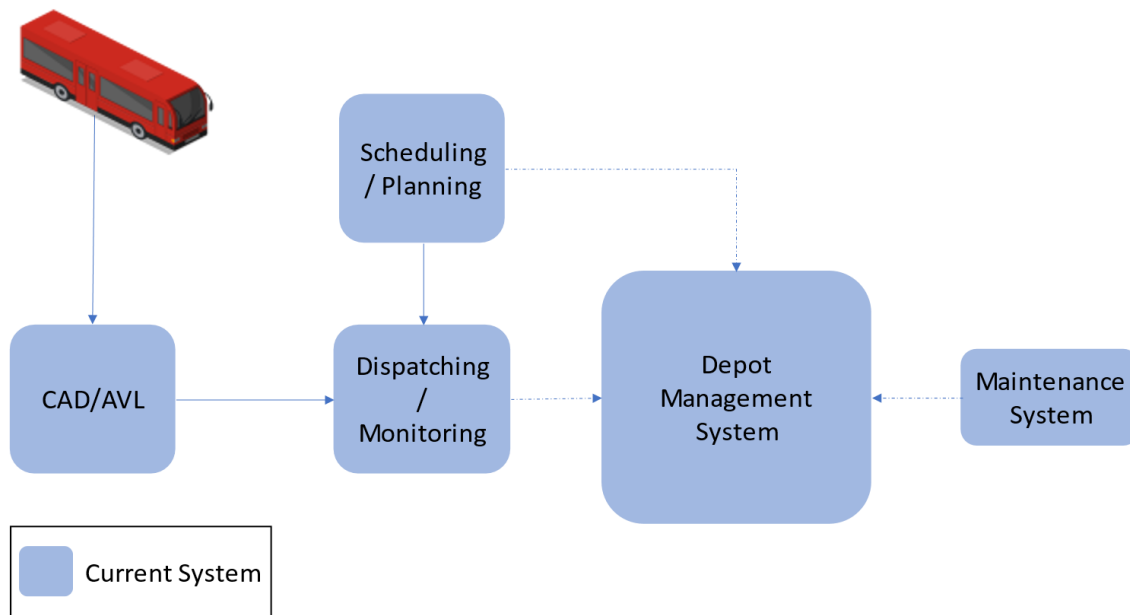 Scheduling
/ Planning
CAD/AVL
Dispatching
/
Monitoring
Depot
Management
System
Maintenance
System
Current System